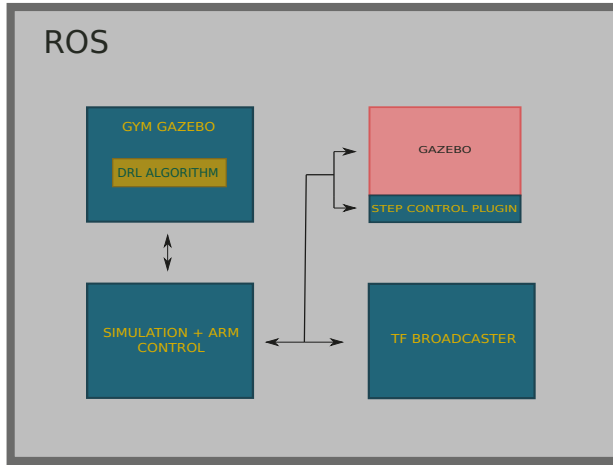 ROS
GYM GAZEBO
DRL ALGORITHM
GAZEBO
STEP CONTROL PLUGIN
SIMULATION + ARM
CONTROL
TF BROADCASTER